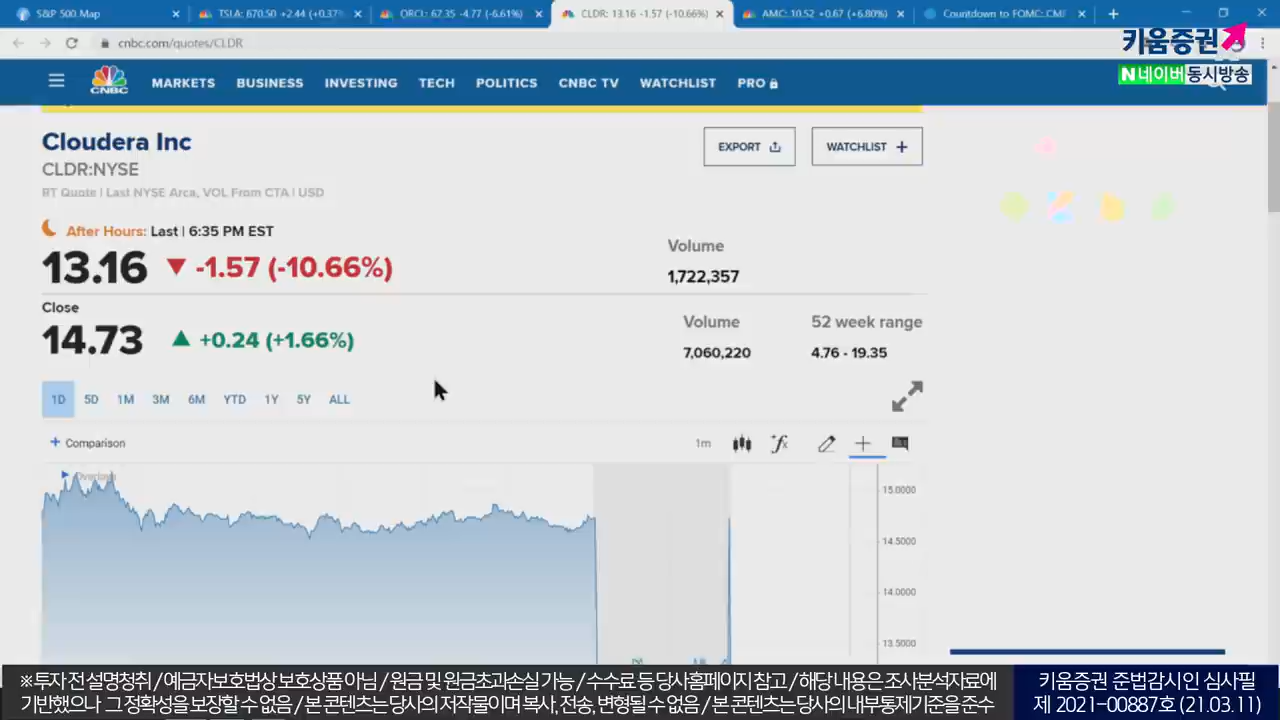 S&P 500 Map
TSLA: 670.50 +2.44 (+0.37%
ORCL: 67.35 -4.77 (-6.61%)
CLDR: 13.16 -1.57 (-10.66%)
AMC: 10.52 +0.67 (+6.80%)
Countdown to FOMC: CME
cnbc.com/quotes/CLDR
키움증권
N네이버 동시방송
CNBC
MARKETS BUSINESS INVESTING TECH POLITICS CNBC TV WATCHLIST PRO
Cloudera Inc
EXPORT
WATCHLIST +
CLDR:NYSE
RT Quote | Last NYSE Arca, VOL From CTA | USD
After Hours: Last | 6:35 PM EST
13.16 ▼ -1.57 (-10.66%)
Volume
1,722,357
Close
14.73 ▲ +0.24 (+1.66%)
Volume
7,060,220
52 week range
4.76 - 19.35
1D 5D 1M 3M 6M YTD 1Y 5Y ALL
+ Comparison
1m
Overlays
15.0000
14.5000
14.0000
13.5000
※투자 전 설명청취 / 예금자보호법상 보호상품 아님 / 원금 및 원금초과손실 가능 / 수수료 등 당사홈페이지 참고 / 해당 내용은 조사분석자료에
기반했으나 그 정확성을 보장할 수 없음 / 본 콘텐츠는 당사의 저작물이며 복사, 전송, 변형될 수 없음 / 본 콘텐츠는 당사의 내부통제기준을 준수
키움증권 준법감시인 심사필
제 2021-00887호 (21.03.11)